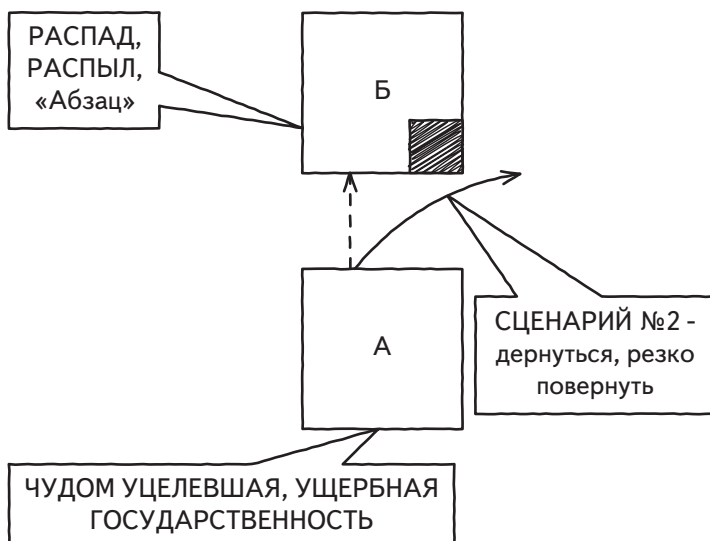 РАСПАД,
РАСПЫЛ,
«Абзац»
Б
А
СЦЕНАРИЙ №2 -
дернуться, резко
повернуть
ЧУДОМ УЦЕЛЕВШАЯ, УЩЕРБНАЯ
ГОСУДАРСТВЕННОСТЬ